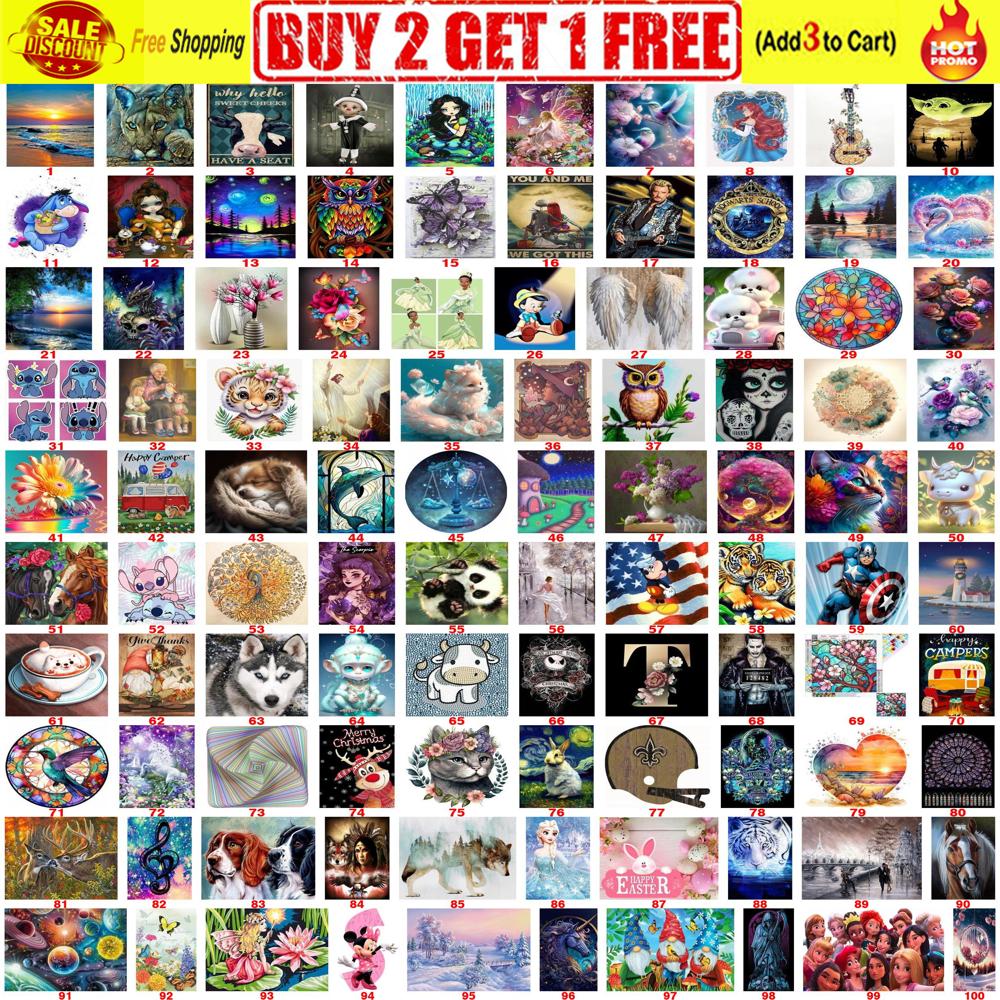 SALE
DISCOUNT
Free Shopping
BUY 2 GET 1 FREE
(Add 3 to Cart)
HOT
PROMO
why hello
SWEET CHEEKS
HAVE A SEAT
1 2 3 4 5 6 7 8 9 10
YOU AND ME
WE GOT THIS
11 12 13 14 15 16 17 18 19 20
21 22 23 24 25 26 27 28 29 30
31 32 33 34 35 36 37 38 39 40
Happy Camper
41 42 43 44 45 46 47 48 49 50
The Scorpio
51 52 53 54 55 56 57 58 59 60
Give Thanks
T
happy
CAMPERS
61 62 63 64 65 66 67 68 69 70
Merry
Christmas
71 72 73 74 75 76 77 78 79 80
HAPPY
EASTER
81 82 83 84 85 86 87 88 89 90
91 92 93 94 95 96 97 98 99 100